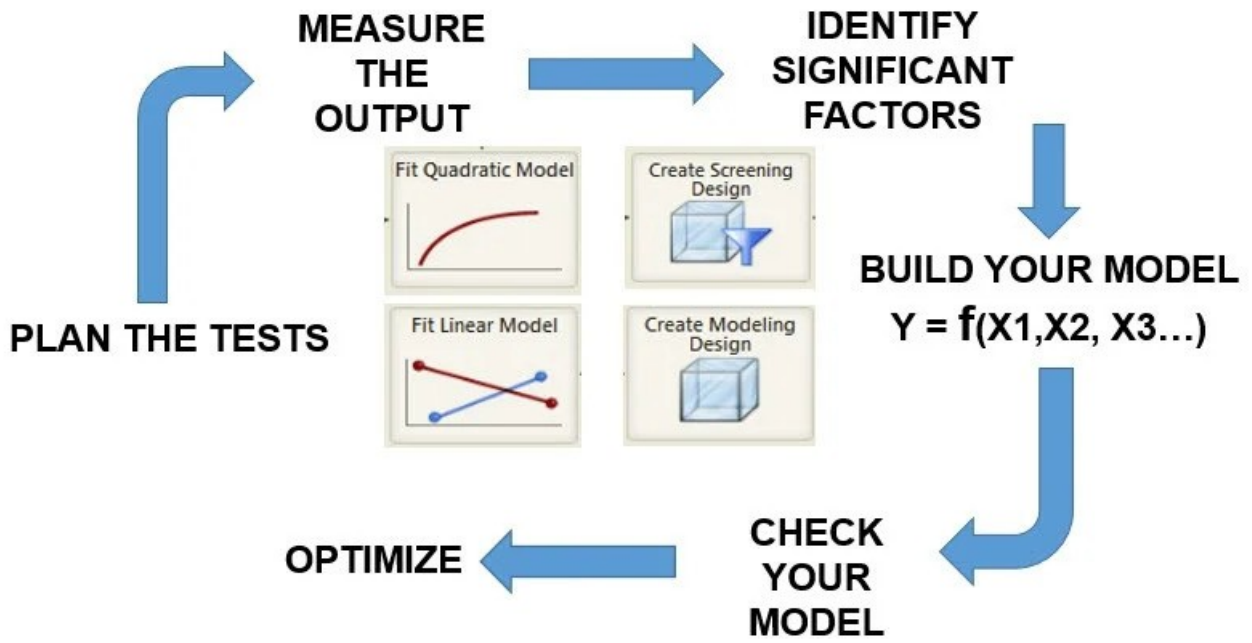 MEASURE
THE
OUTPUT
IDENTIFY
SIGNIFICANT
FACTORS
Fit Quadratic Model
Create Screening
Design
BUILD YOUR MODEL
Y = f(X1,X2, X3...)
PLAN THE TESTS
Fit Linear Model
Create Modeling
Design
CHECK
YOUR
MODEL
OPTIMIZE